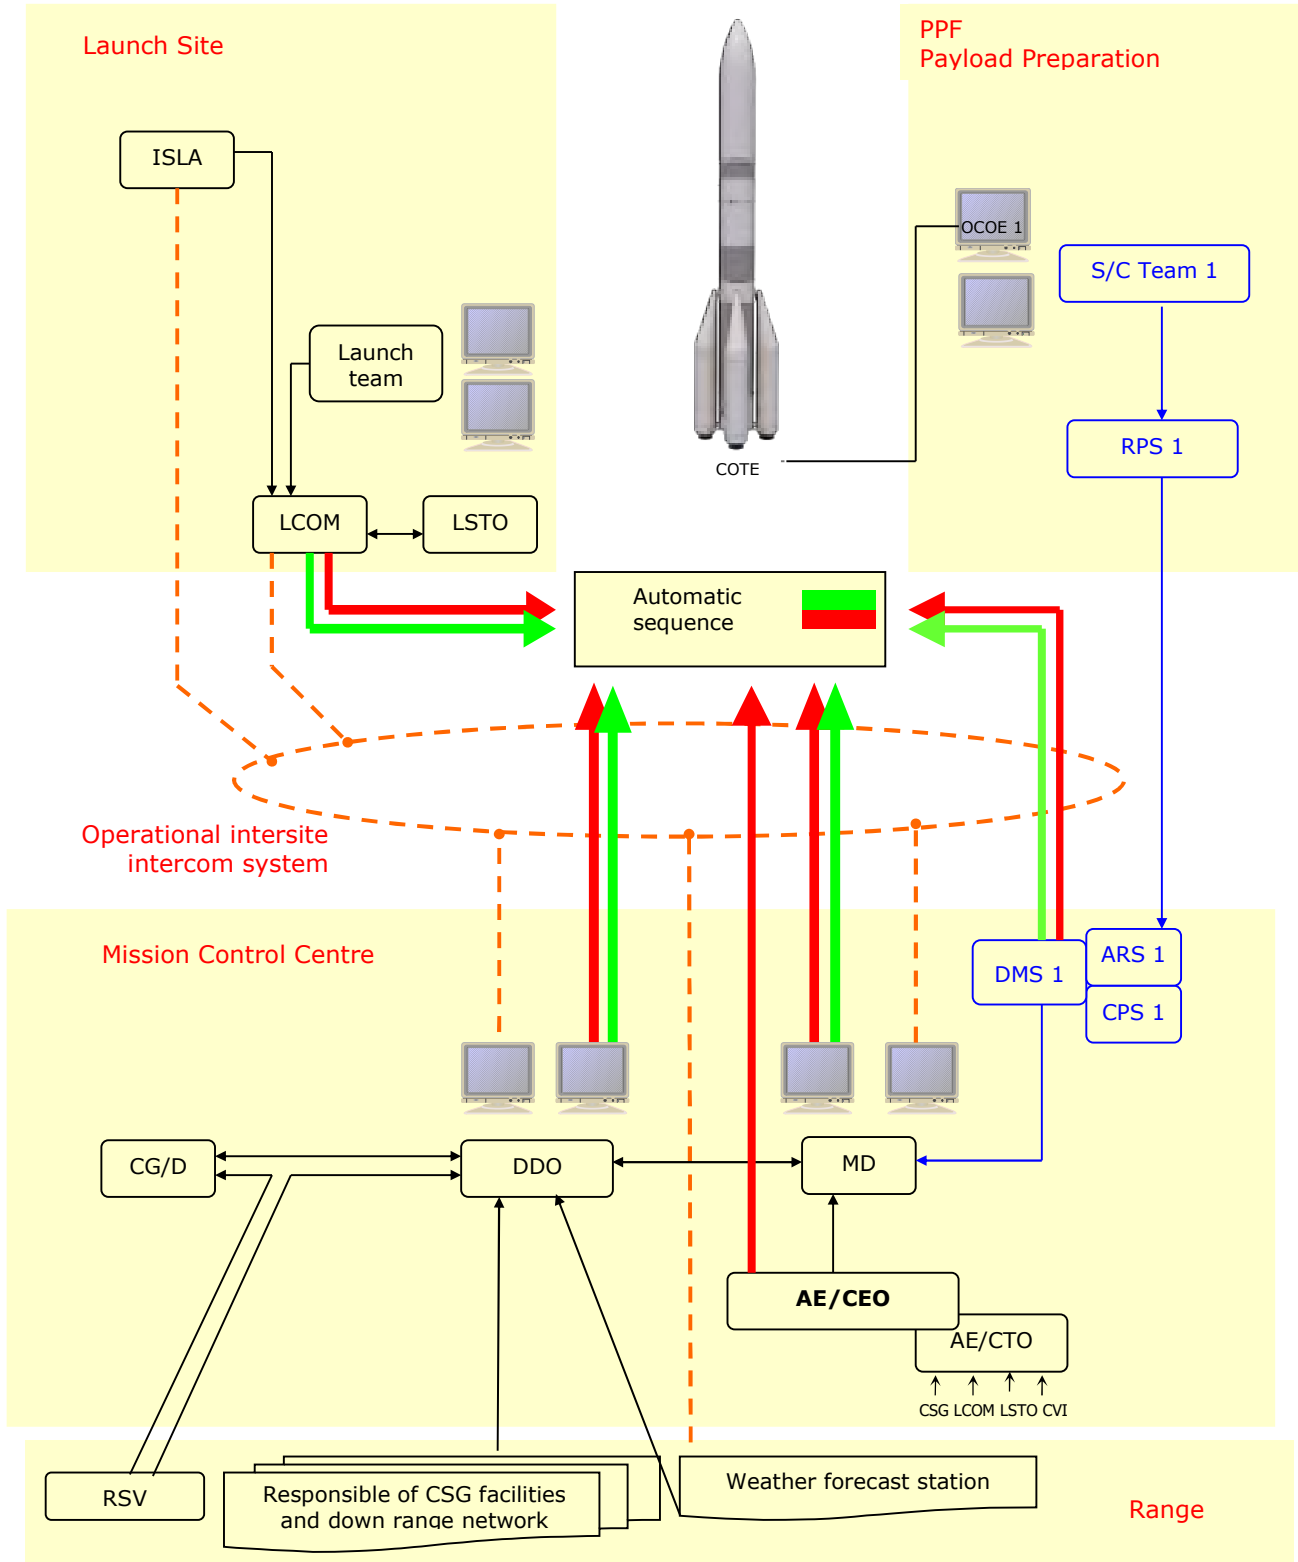 Launch Site
PPF
Payload Preparation
ISLA
OCOE 1
S/C Team 1
Launch
team
RPS 1
COTE
LCOM
LSTO
Automatic
sequence
Operational intersite
intercom system
Mission Control Centre
ARS 1
DMS 1
CPS 1
CG/D
DDO
MD
AE/CEO
AE/CTO
CSG LCOM LSTO CVI
RSV
Responsible of CSG facilities
and down range network
Weather forecast station
Range